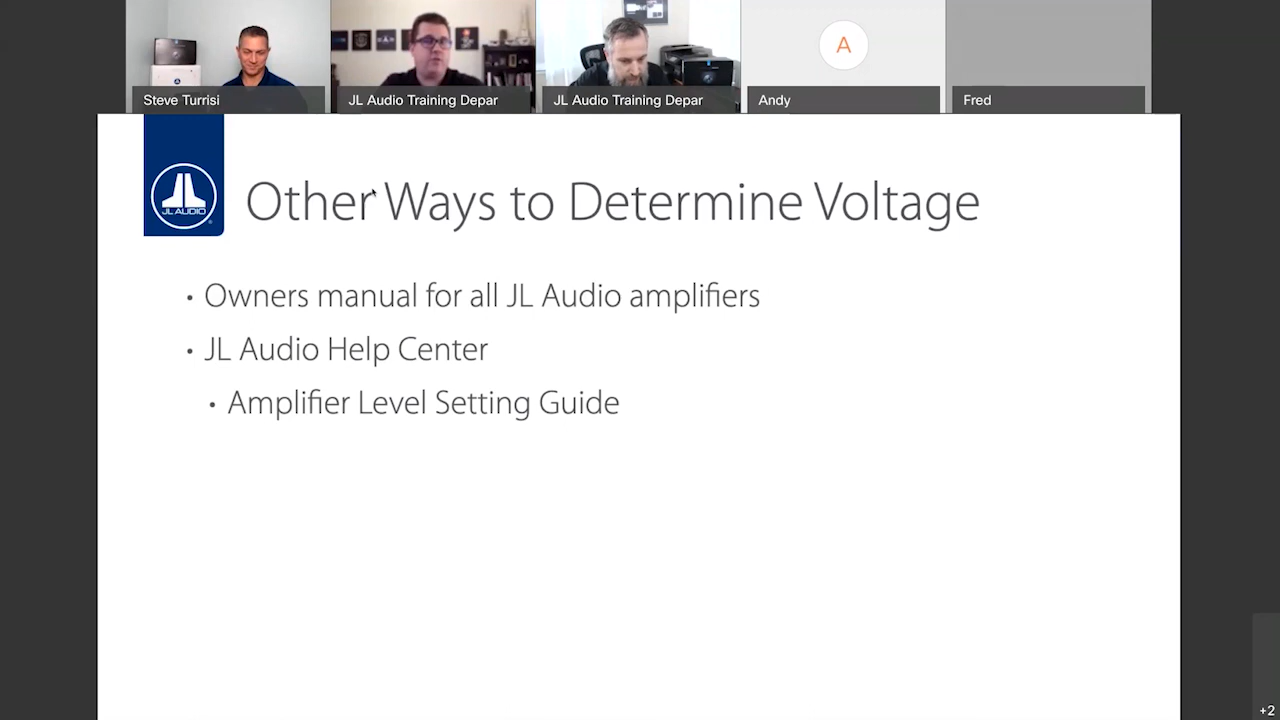 Steve Turrisi
JL Audio Training Depar
JL Audio Training Depar
A
Andy
Fred
JL AUDIO
Other Ways to Determine Voltage
• Owners manual for all JL Audio amplifiers
• JL Audio Help Center
• Amplifier Level Setting Guide
+2